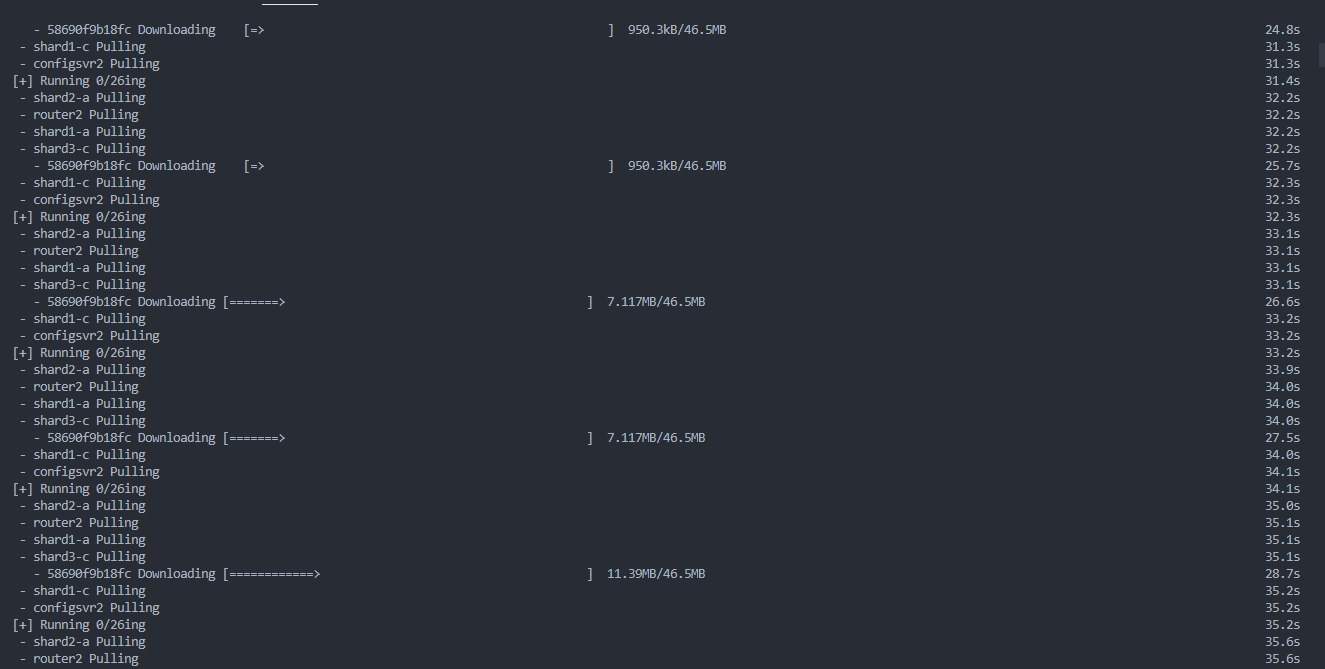 - 58690f9b18fc Downloading [=> ] 950.3kB/46.5MB 24.8s
- shard1-c Pulling 31.3s
- configsvr2 Pulling 31.3s
[+] Running 0/26ing 31.4s
- shard2-a Pulling 32.2s
- router2 Pulling 32.2s
- shard1-a Pulling 32.2s
- shard3-c Pulling 32.2s
- 58690f9b18fc Downloading [=> ] 950.3kB/46.5MB 25.7s
- shard1-c Pulling 32.3s
- configsvr2 Pulling 32.3s
[+] Running 0/26ing 32.3s
- shard2-a Pulling 33.1s
- router2 Pulling 33.1s
- shard1-a Pulling 33.1s
- shard3-c Pulling 33.1s
- 58690f9b18fc Downloading [=======> ] 7.117MB/46.5MB 26.6s
- shard1-c Pulling 33.2s
- configsvr2 Pulling 33.2s
[+] Running 0/26ing 33.2s
- shard2-a Pulling 33.9s
- router2 Pulling 34.0s
- shard1-a Pulling 34.0s
- shard3-c Pulling 34.0s
- 58690f9b18fc Downloading [=======> ] 7.117MB/46.5MB 27.5s
- shard1-c Pulling 34.0s
- configsvr2 Pulling 34.1s
[+] Running 0/26ing 34.1s
- shard2-a Pulling 35.0s
- router2 Pulling 35.1s
- shard1-a Pulling 35.1s
- shard3-c Pulling 35.1s
- 58690f9b18fc Downloading [============> ] 11.39MB/46.5MB 28.7s
- shard1-c Pulling 35.2s
- configsvr2 Pulling 35.2s
[+] Running 0/26ing 35.2s
- shard2-a Pulling 35.6s
- router2 Pulling 35.6s